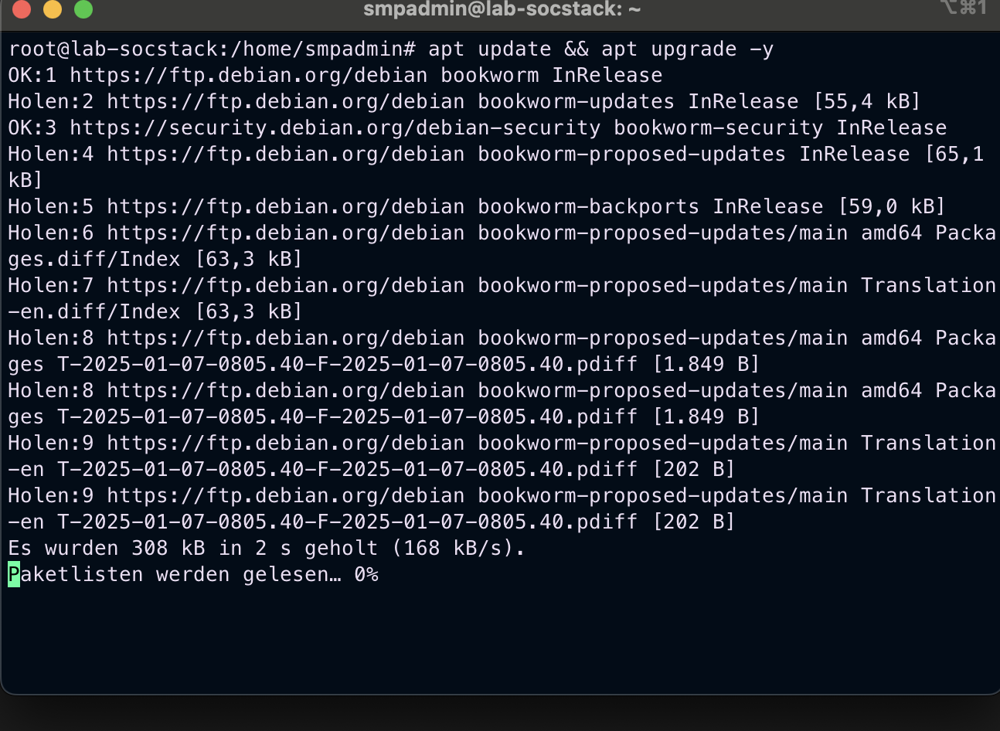 smpadmin@lab-socstack: ~
⌥⌘1
root@lab-socstack:/home/smpadmin# apt update && apt upgrade -y
OK:1 https://ftp.debian.org/debian bookworm InRelease
Holen:2 https://ftp.debian.org/debian bookworm-updates InRelease [55,4 kB]
OK:3 https://security.debian.org/debian-security bookworm-security InRelease
Holen:4 https://ftp.debian.org/debian bookworm-proposed-updates InRelease [65,1
kB]
Holen:5 https://ftp.debian.org/debian bookworm-backports InRelease [59,0 kB]
Holen:6 https://ftp.debian.org/debian bookworm-proposed-updates/main amd64 Packa
ges.diff/Index [63,3 kB]
Holen:7 https://ftp.debian.org/debian bookworm-proposed-updates/main Translation
-en.diff/Index [63,3 kB]
Holen:8 https://ftp.debian.org/debian bookworm-proposed-updates/main amd64 Packa
ges T-2025-01-07-0805.40-F-2025-01-07-0805.40.pdiff [1.849 B]
Holen:8 https://ftp.debian.org/debian bookworm-proposed-updates/main amd64 Packa
ges T-2025-01-07-0805.40-F-2025-01-07-0805.40.pdiff [1.849 B]
Holen:9 https://ftp.debian.org/debian bookworm-proposed-updates/main Translation
-en T-2025-01-07-0805.40-F-2025-01-07-0805.40.pdiff [202 B]
Holen:9 https://ftp.debian.org/debian bookworm-proposed-updates/main Translation
-en T-2025-01-07-0805.40-F-2025-01-07-0805.40.pdiff [202 B]
Es wurden 308 kB in 2 s geholt (168 kB/s).
Paketlisten werden gelesen… 0%